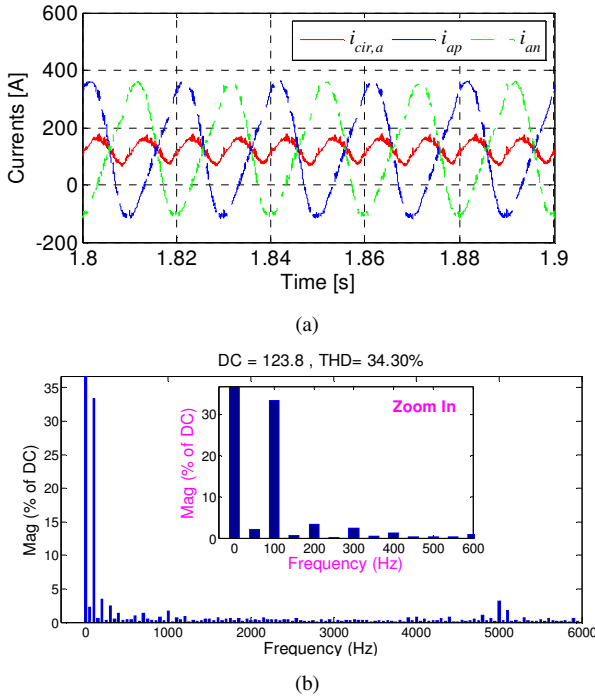 600
400
200
0
-200
Currents [A]
i_cir,a i_ap i_an
1.8 1.82 1.84 1.86 1.88 1.9
Time [s]
(a)
DC = 123.8 , THD= 34.30%
35
30
25
20
15
10
5
0
Mag (% of DC)
Zoom In
30
20
10
0
Mag (% of DC)
0 100 200 300 400 500 600
Frequency (Hz)
0 1000 2000 3000 4000 5000 6000
Frequency (Hz)
(b)